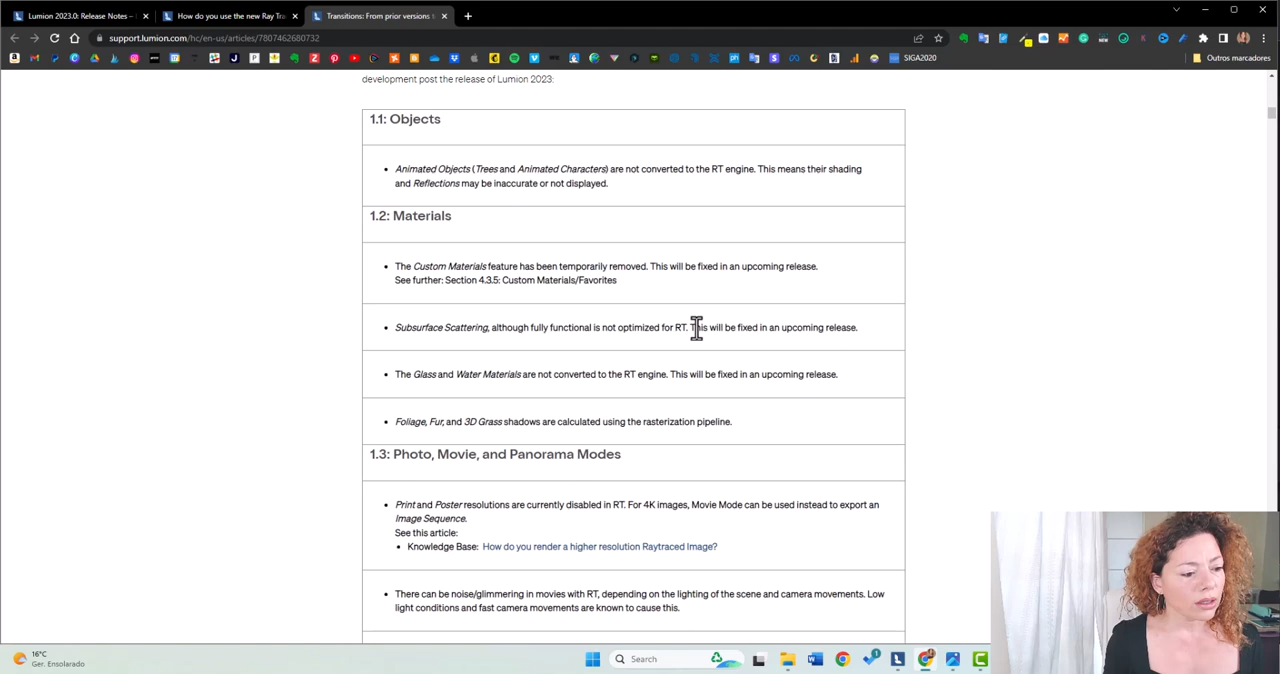 Lumion 2023.0: Release Notes –
How do you use the new Ray Tra
Transitions: From prior versions t
support.lumion.com/hc/en-us/articles/7807462680732
SIGA2020
Outros marcadores
development post the release of Lumion 2023:
1.1: Objects
• Animated Objects (Trees and Animated Characters) are not converted to the RT engine. This means their shading
and Reflections may be inaccurate or not displayed.
1.2: Materials
• The Custom Materials feature has been temporarily removed. This will be fixed in an upcoming release.
See further: Section 4.3.5: Custom Materials/Favorites
• Subsurface Scattering, although fully functional is not optimized for RT. This will be fixed in an upcoming release.
• The Glass and Water Materials are not converted to the RT engine. This will be fixed in an upcoming release.
• Foliage, Fur, and 3D Grass shadows are calculated using the rasterization pipeline.
1.3: Photo, Movie, and Panorama Modes
• Print and Poster resolutions are currently disabled in RT. For 4K images, Movie Mode can be used instead to export an
Image Sequence.
See this article:
• Knowledge Base: How do you render a higher resolution Raytraced Image?
• There can be noise/glimmering in movies with RT, depending on the lighting of the scene and camera movements. Low
light conditions and fast camera movements are known to cause this.
16°C
Ger. Ensolarado
Search